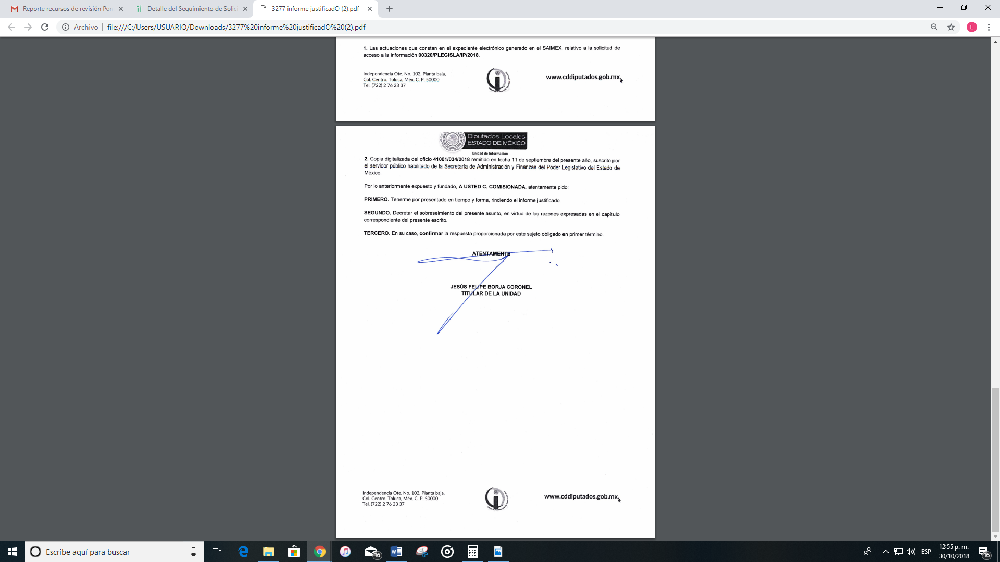 Reporte recursos de revisión Pon
Detalle del Seguimiento de Solici
3277 informe justificadO (2).pdf
Archivo
file:///C:/Users/USUARIO/Downloads/3277%20informe%20justificadO%20(2).pdf
L
1. Las actuaciones que constan en el expediente electrónico generado en el SAIMEX, relativo a la solicitud de
acceso a la información 00320/PLEGISLA/IP/2018.
Independencia Ote. No. 102, Planta baja,
Col. Centro. Toluca, Méx. C. P. 50000
Tel. (722) 2 76 23 37
www.cddiputados.gob.mx
Diputados Locales
ESTADO DE MÉXICO
Unidad de Información
2. Copia digitalizada del oficio 41001/034/2018 remitido en fecha 11 de septiembre del presente año, suscrito por
el servidor público habilitado de la Secretaría de Administración y Finanzas del Poder Legislativo del Estado de
México.
Por lo anteriormente expuesto y fundado, A USTED C. COMISIONADA, atentamente pido:
PRIMERO. Tenerme por presentado en tiempo y forma, rindiendo el informe justificado.
SEGUNDO. Decretar el sobreseimiento del presente asunto, en virtud de las razones expresadas en el capítulo
correspondiente del presente escrito.
TERCERO. En su caso, confirmar la respuesta proporcionada por este sujeto obligado en primer término.
ATENTAMENTE
JESÚS FELIPE BORJA CORONEL
TITULAR DE LA UNIDAD
Independencia Ote. No. 102, Planta baja,
Col. Centro. Toluca, Méx. C. P. 50000
Tel. (722) 2 76 23 37
www.cddiputados.gob.mx
Escribe aquí para buscar
16
ESP
12:55 p. m.
30/10/2018
16